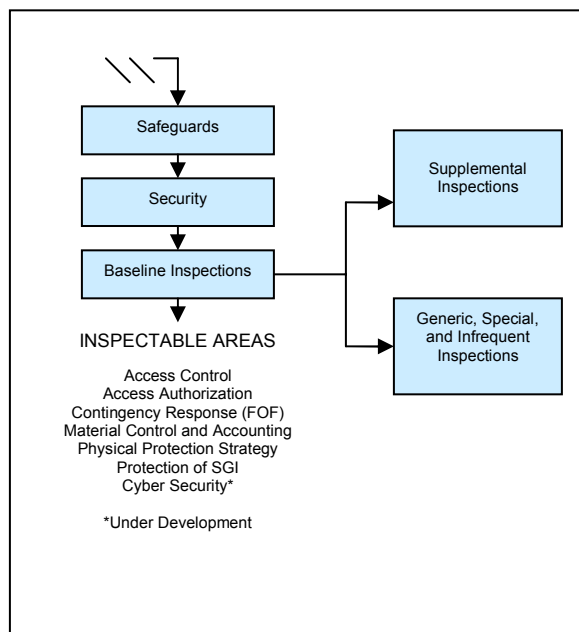 Safeguards
Security
Baseline Inspections
INSPECTABLE AREAS
Access Control
Access Authorization
Contingency Response (FOF)
Material Control and Accounting
Physical Protection Strategy
Protection of SGI
Cyber Security*
*Under Development
Supplemental
Inspections
Generic, Special,
and Infrequent
Inspections